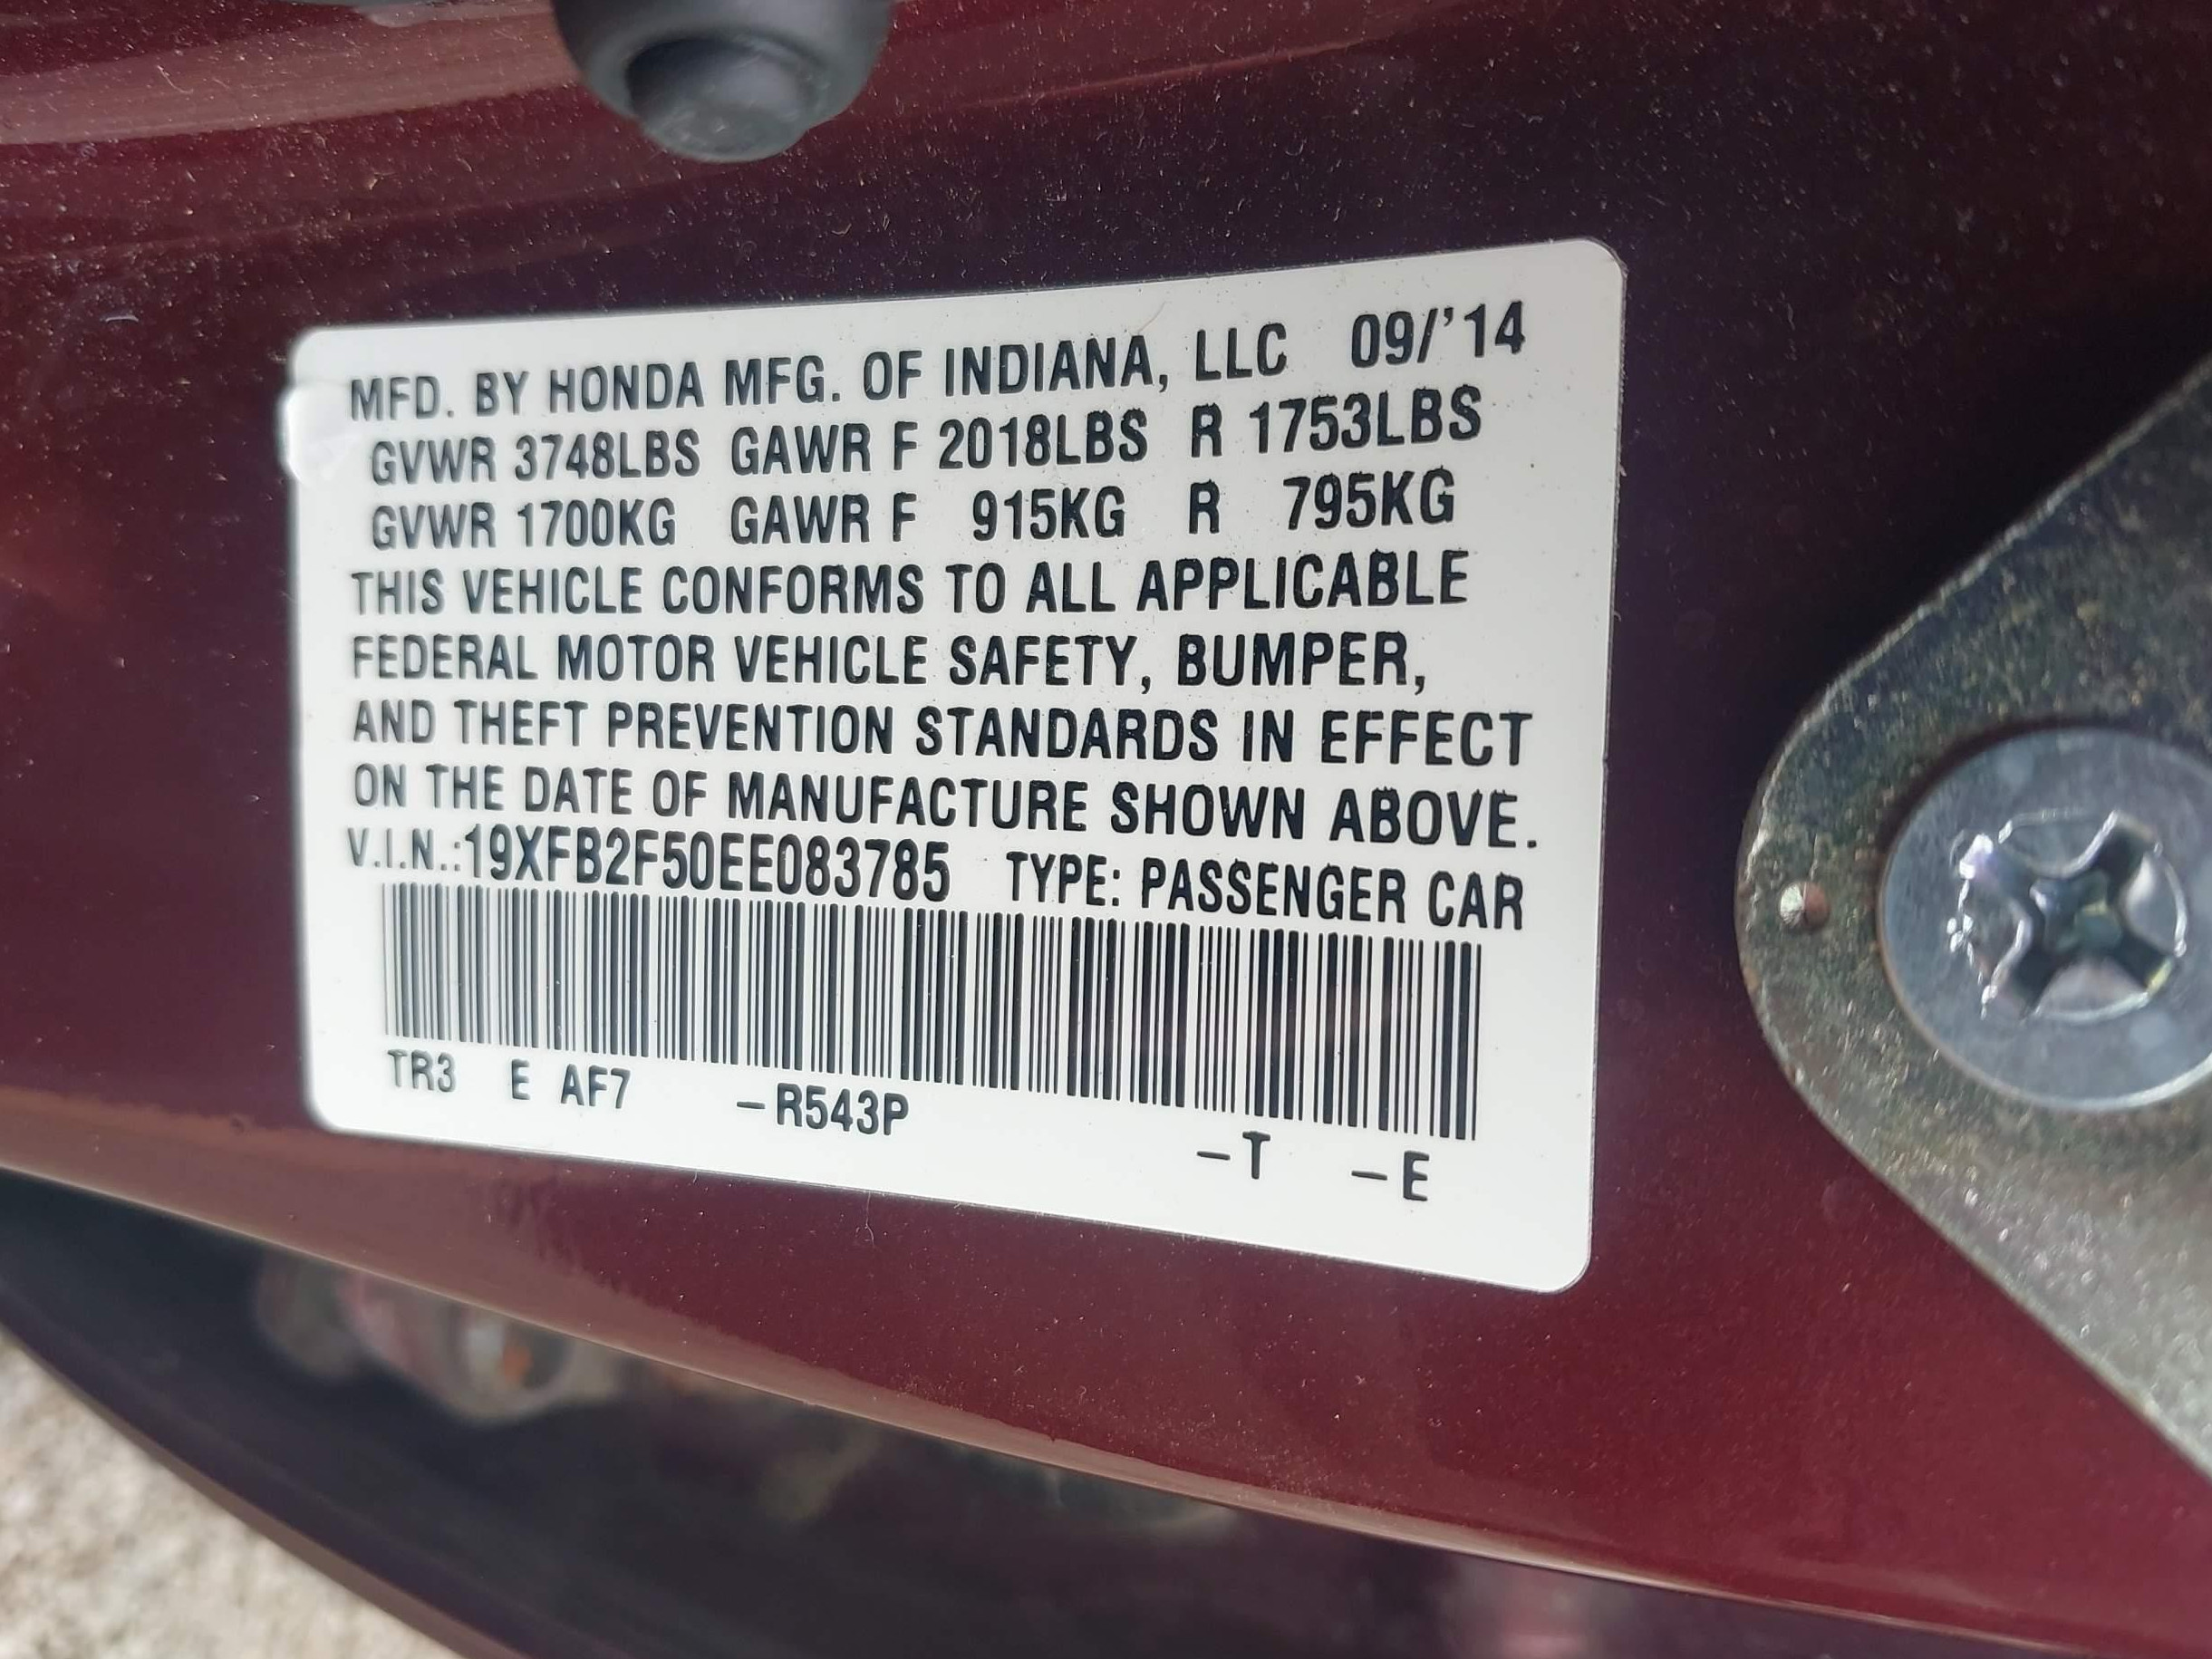 MFD. BY HONDA MFG. OF INDIANA, LLC 09/'14
GVWR 3748LBS GAWR F 2018LBS R 1753LBS
GVWR 1700KG GAWR F 915KG R 795KG
THIS VEHICLE CONFORMS TO ALL APPLICABLE
FEDERAL MOTOR VEHICLE SAFETY, BUMPER,
AND THEFT PREVENTION STANDARDS IN EFFECT
ON THE DATE OF MANUFACTURE SHOWN ABOVE.
V.I.N.:19XFB2F50EE083785 TYPE: PASSENGER CAR
TR3 E AF7 –R543P –T –E